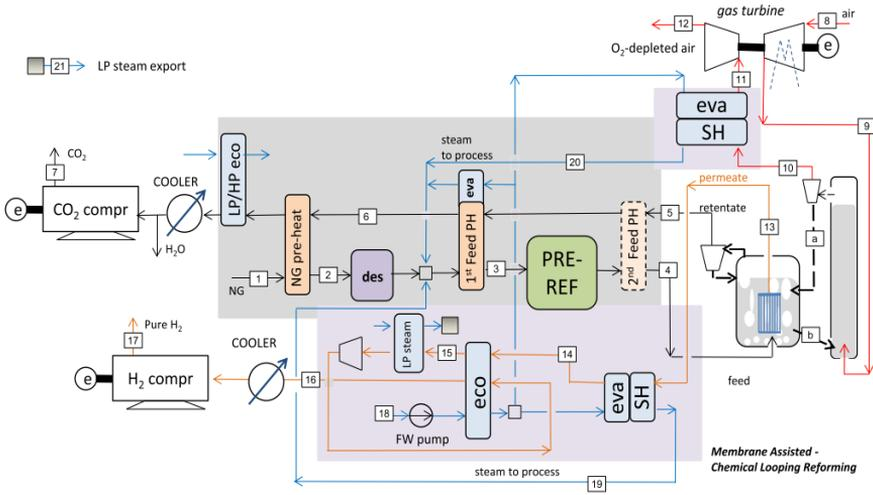 gas turbine
12
8
air
e
O₂-depleted air
21
LP steam export
11
eva
SH
9
steam
to process
20
10
permeate
CO₂
7
COOLER
LP/HP eco
eva
6
5
retentate
13
a
e
CO₂ compr
H₂O
NG pre-heat
1st Feed PH
2nd Feed PH
NG
1
2
des
3
PRE-
REF
4
b
Pure H₂
17
COOLER
LP steam
15
14
feed
e
H₂ compr
16
eco
eva
SH
18
FW pump
Membrane Assisted -
Chemical Looping Reforming
steam to process
19